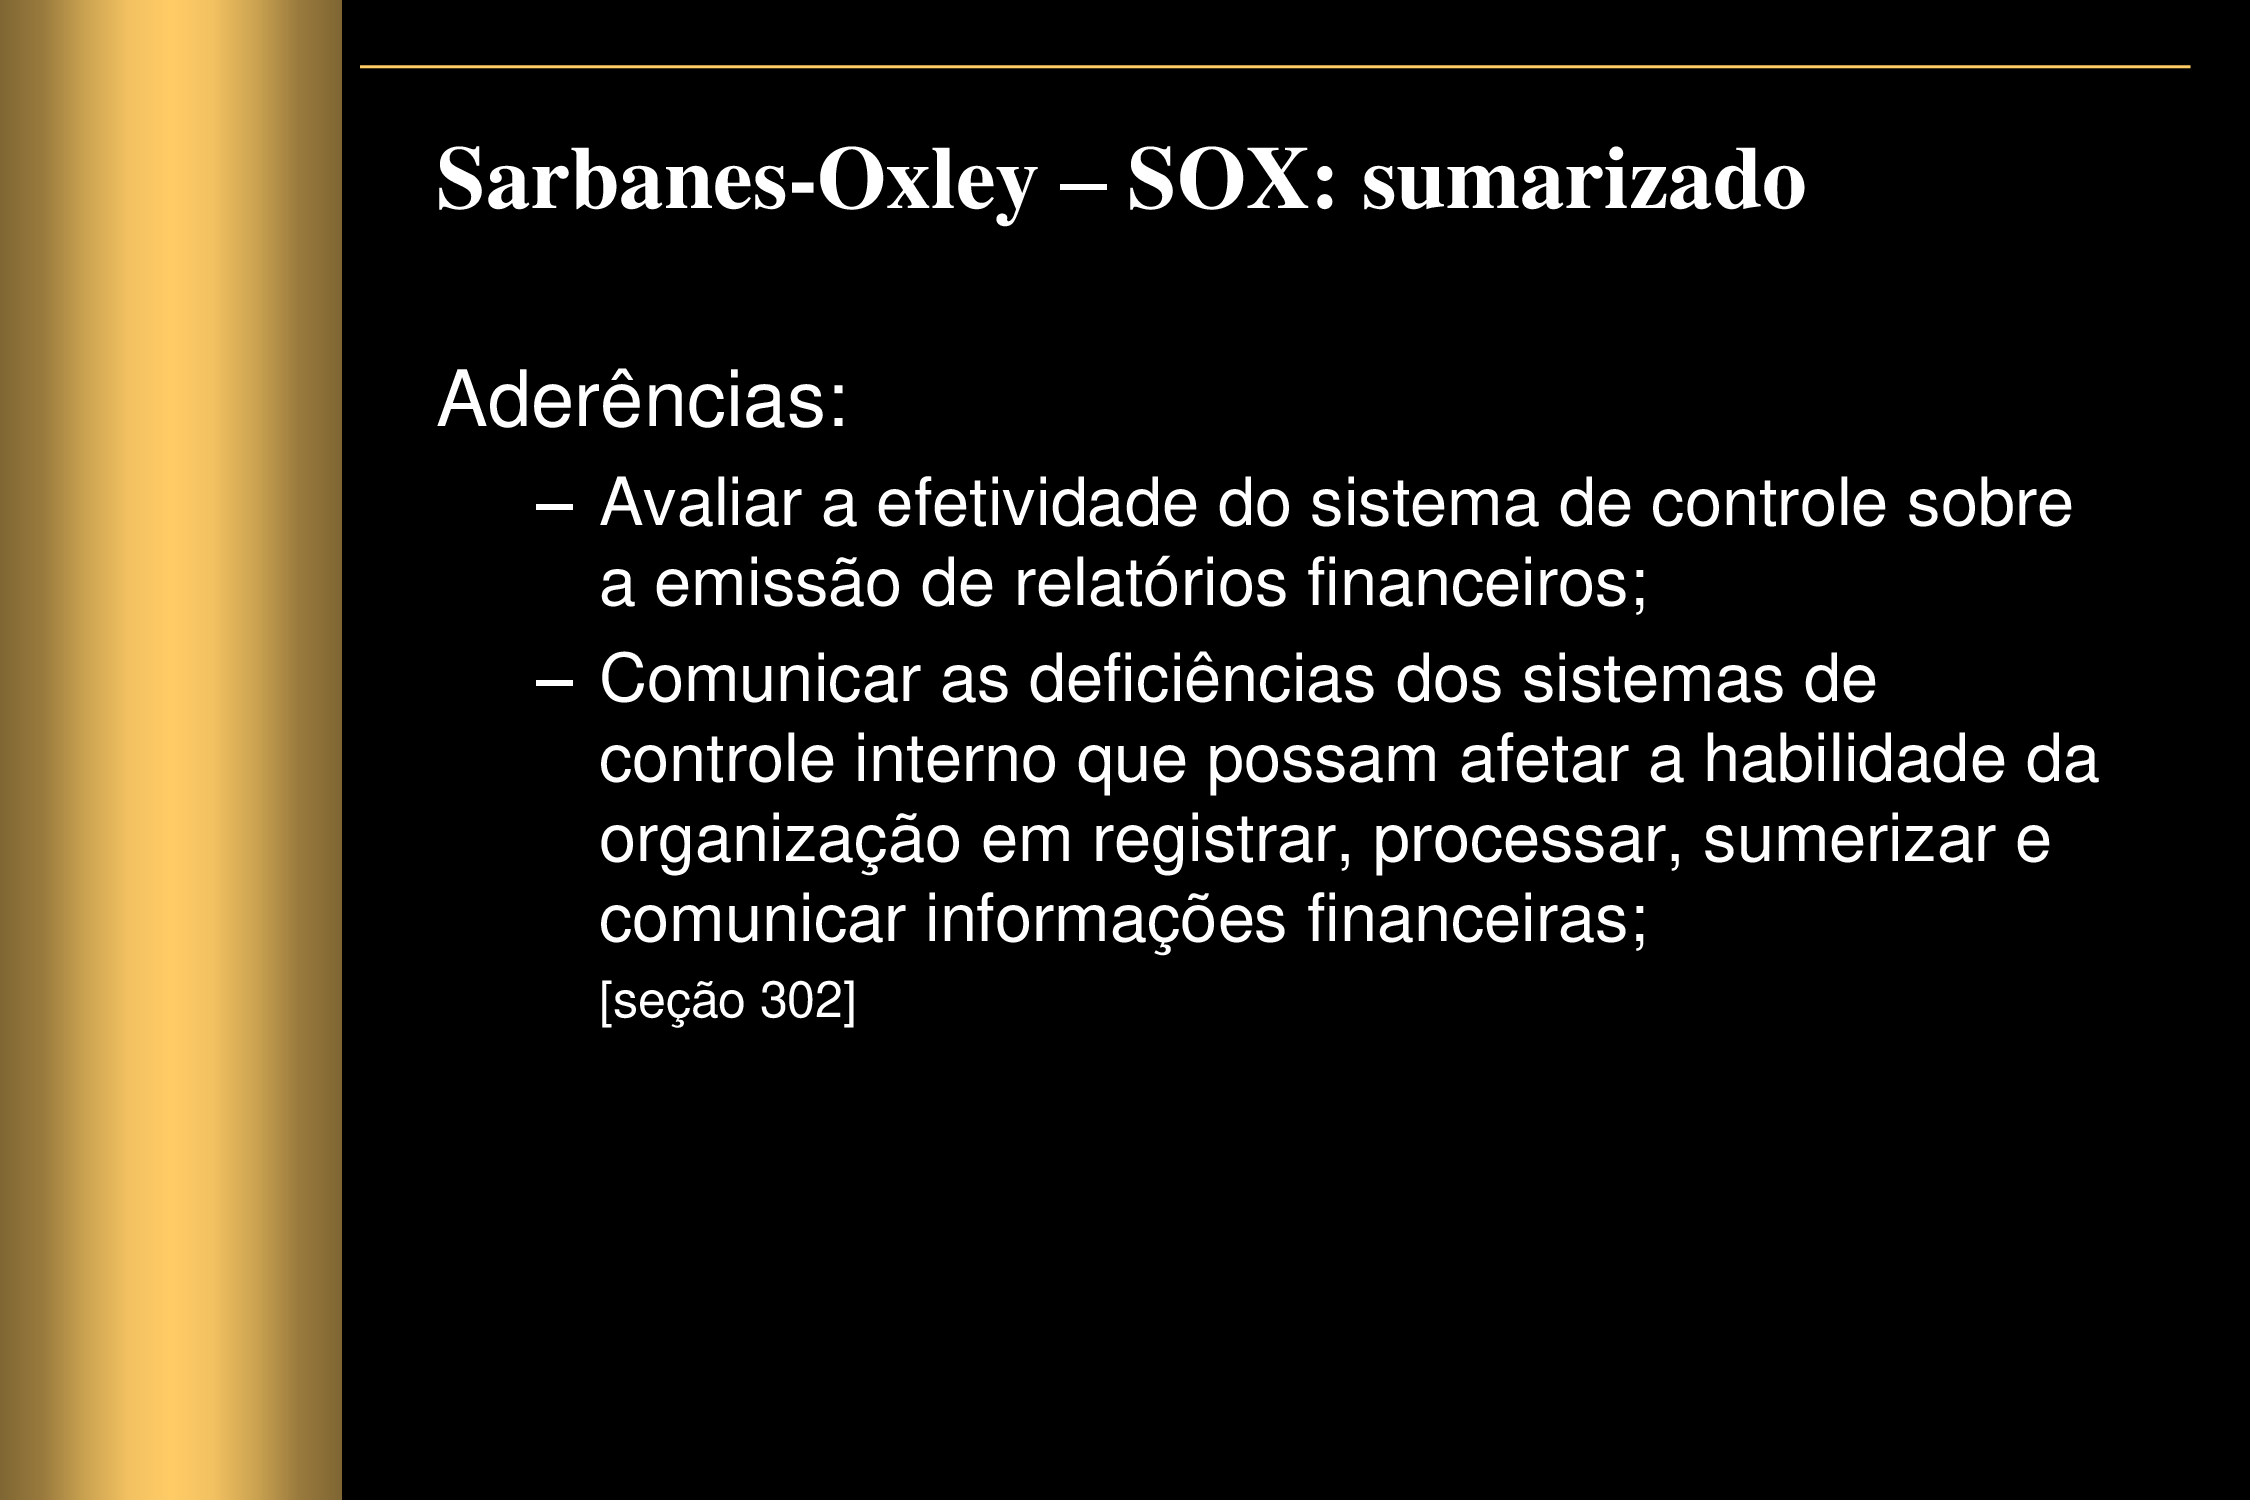 Sarbanes-Oxley – SOX: sumarizado
Aderências:
– Avaliar a efetividade do sistema de controle sobre
a emissão de relatórios financeiros;
– Comunicar as deficiências dos sistemas de
controle interno que possam afetar a habilidade da
organização em registrar, processar, sumerizar e
comunicar informações financeiras;
[seção 302]